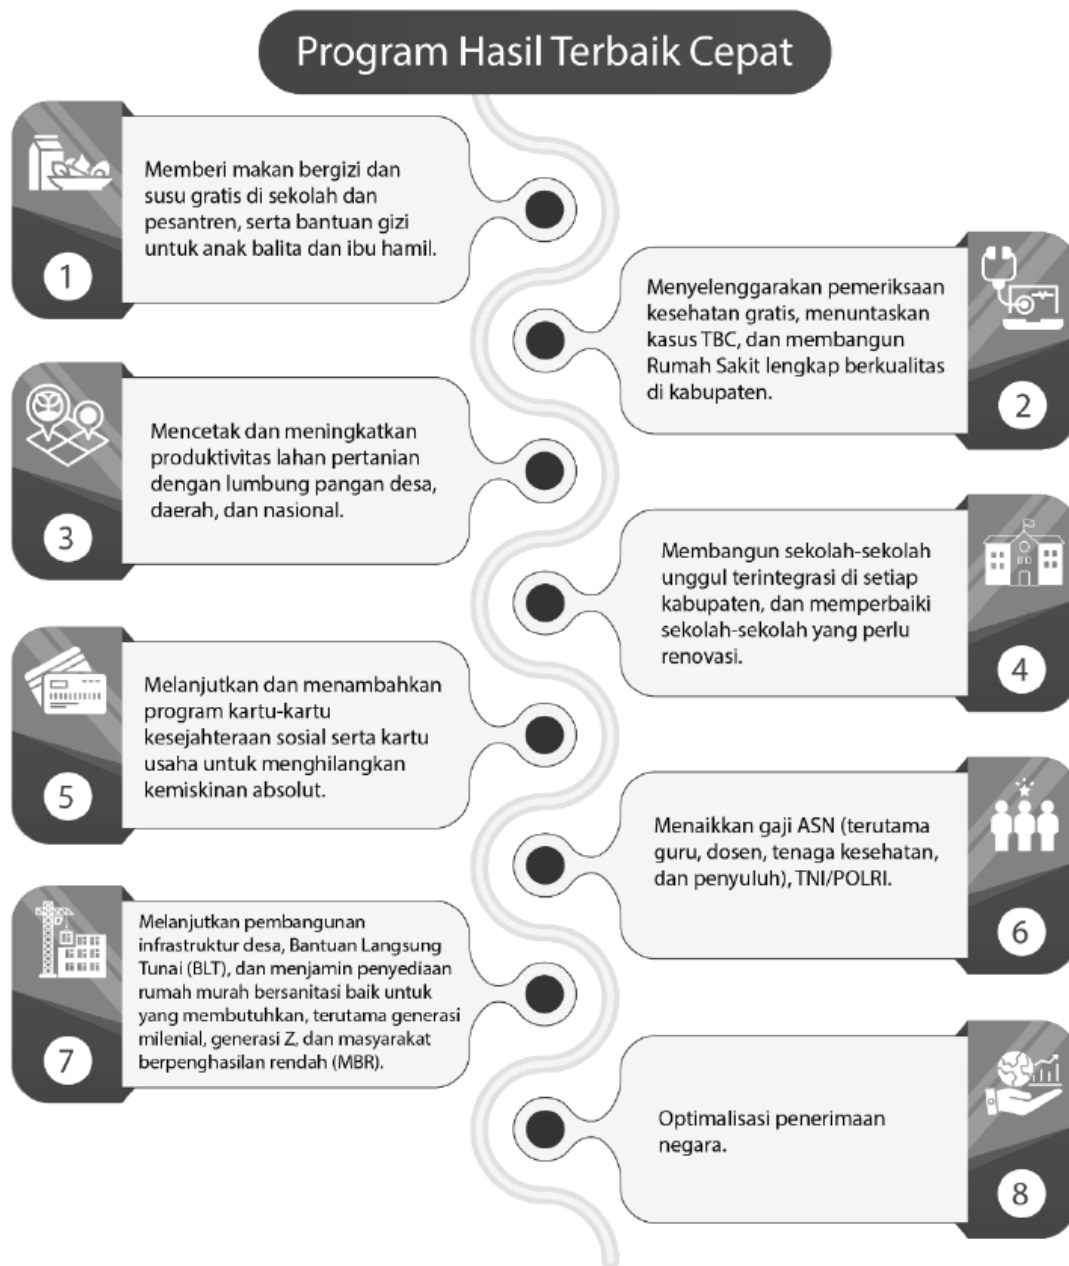 Program Hasil Terbaik Cepat
Memberi makan bergizi dan
susu gratis di sekolah dan
pesantren, serta bantuan gizi
untuk anak balita dan ibu hamil.
1
Menyelenggarakan pemeriksaan
kesehatan gratis, menuntaskan
kasus TBC, dan membangun
Rumah Sakit lengkap berkualitas
di kabupaten.
2
Mencetak dan meningkatkan
produktivitas lahan pertanian
dengan lumbung pangan desa,
daerah, dan nasional.
3
Membangun sekolah-sekolah
unggul terintegrasi di setiap
kabupaten, dan memperbaiki
sekolah-sekolah yang perlu
renovasi.
4
Melanjutkan dan menambahkan
program kartu-kartu
kesejahteraan sosial serta kartu
usaha untuk menghilangkan
kemiskinan absolut.
5
Menaikkan gaji ASN (terutama
guru, dosen, tenaga kesehatan,
dan penyuluh), TNI/POLRI.
6
Melanjutkan pembangunan
infrastruktur desa, Bantuan Langsung
Tunai (BLT), dan menjamin penyediaan
rumah murah bersanitasi baik untuk
yang membutuhkan, terutama generasi
milenial, generasi Z, dan masyarakat
berpenghasilan rendah (MBR).
7
Optimalisasi penerimaan
negara.
8